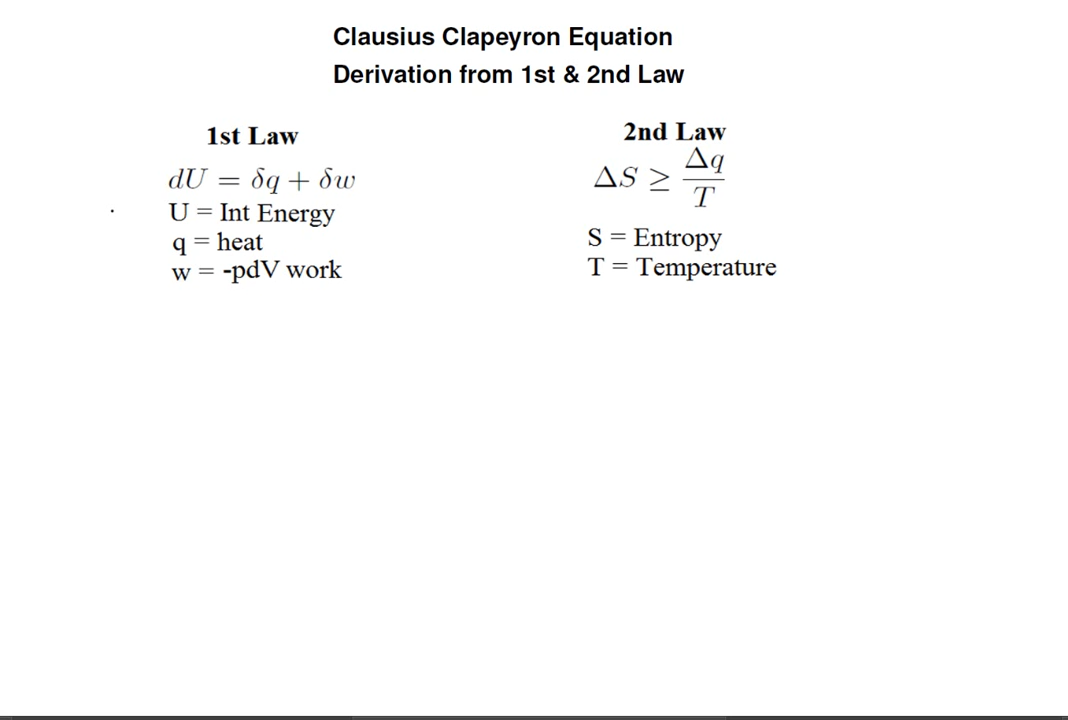 Clausius Clapeyron Equation
Derivation from 1st & 2nd Law
1st Law
dU = δq + δw
U = Int Energy
q = heat
w = -pdV work
2nd Law
ΔS ≥ Δq/T
S = Entropy
T = Temperature